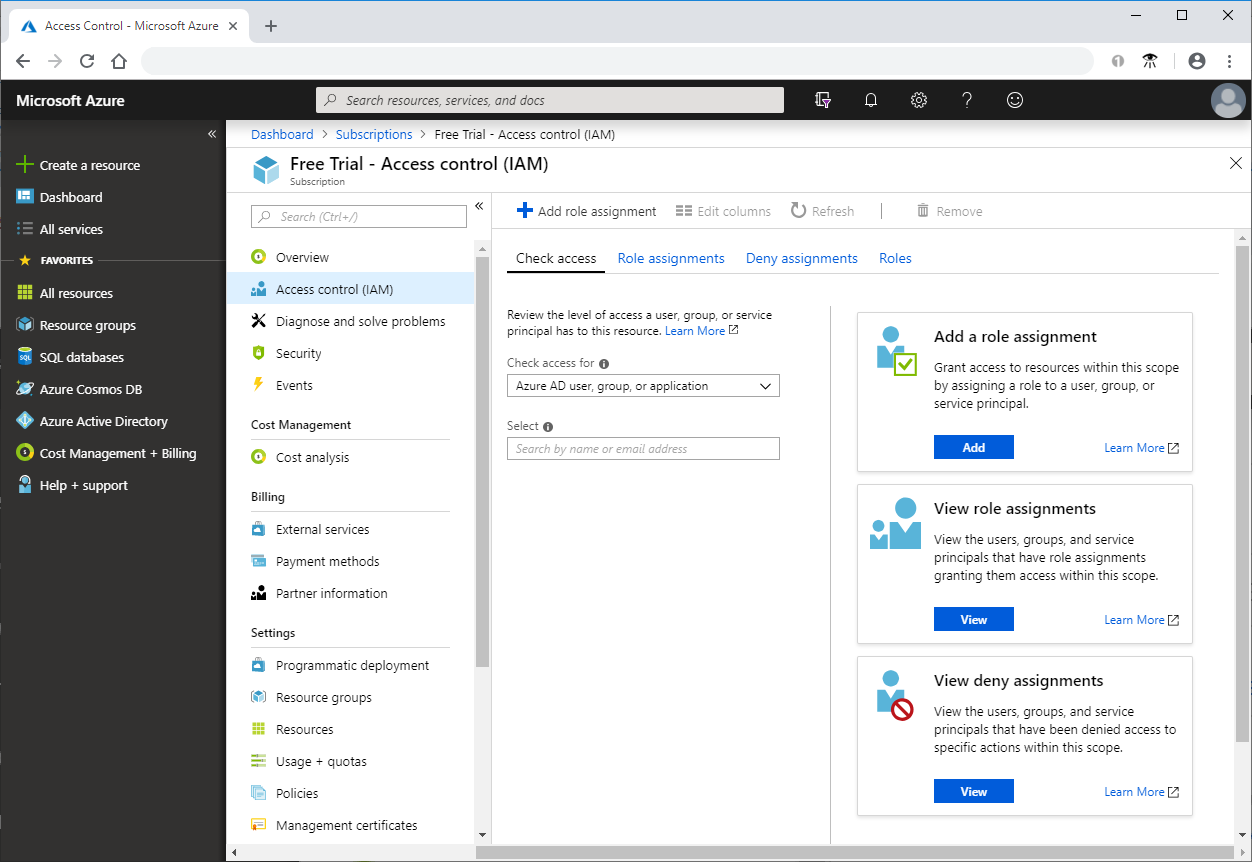 Access Control - Microsoft Azure
Microsoft Azure
Search resources, services, and docs
Create a resource
Dashboard
All services
FAVORITES
All resources
Resource groups
SQL databases
Azure Cosmos DB
Azure Active Directory
Cost Management + Billing
Help + support
Dashboard > Subscriptions > Free Trial - Access control (IAM)
Free Trial - Access control (IAM)
Subscription
Search (Ctrl+/)
Overview
Access control (IAM)
Diagnose and solve problems
Security
Events
Cost Management
Cost analysis
Billing
External services
Payment methods
Partner information
Settings
Programmatic deployment
Resource groups
Resources
Usage + quotas
Policies
Management certificates
Add role assignment Edit columns Refresh Remove
Check access Role assignments Deny assignments Roles
Review the level of access a user, group, or service
principal has to this resource. Learn More
Check access for
Azure AD user, group, or application
Select
Search by name or email address
Add a role assignment
Grant access to resources within this scope
by assigning a role to a user, group, or
service principal.
Add Learn More
View role assignments
View the users, groups, and service
principals that have role assignments
granting them access within this scope.
View Learn More
View deny assignments
View the users, groups, and service
principals that have been denied access to
specific actions within this scope.
View Learn More